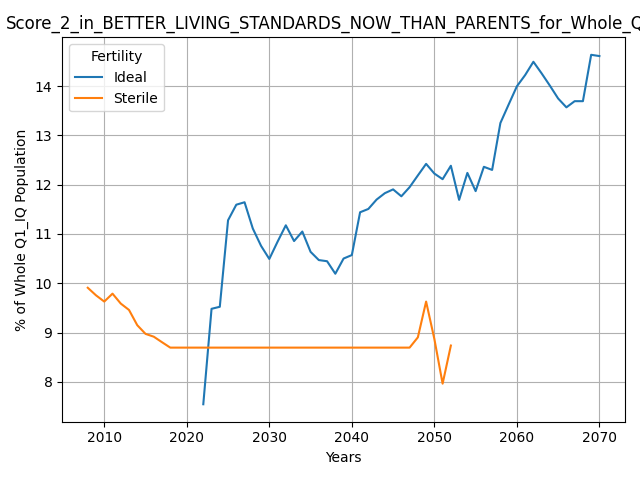 Score_2_in_BETTER_LIVING_STANDARDS_NOW_THAN_PARENTS_for_Whole_Q
Fertility
Ideal
Sterile
% of Whole Q1_IQ Population
14
13
12
11
10
9
8
2010 2020 2030 2040 2050 2060 2070
Years